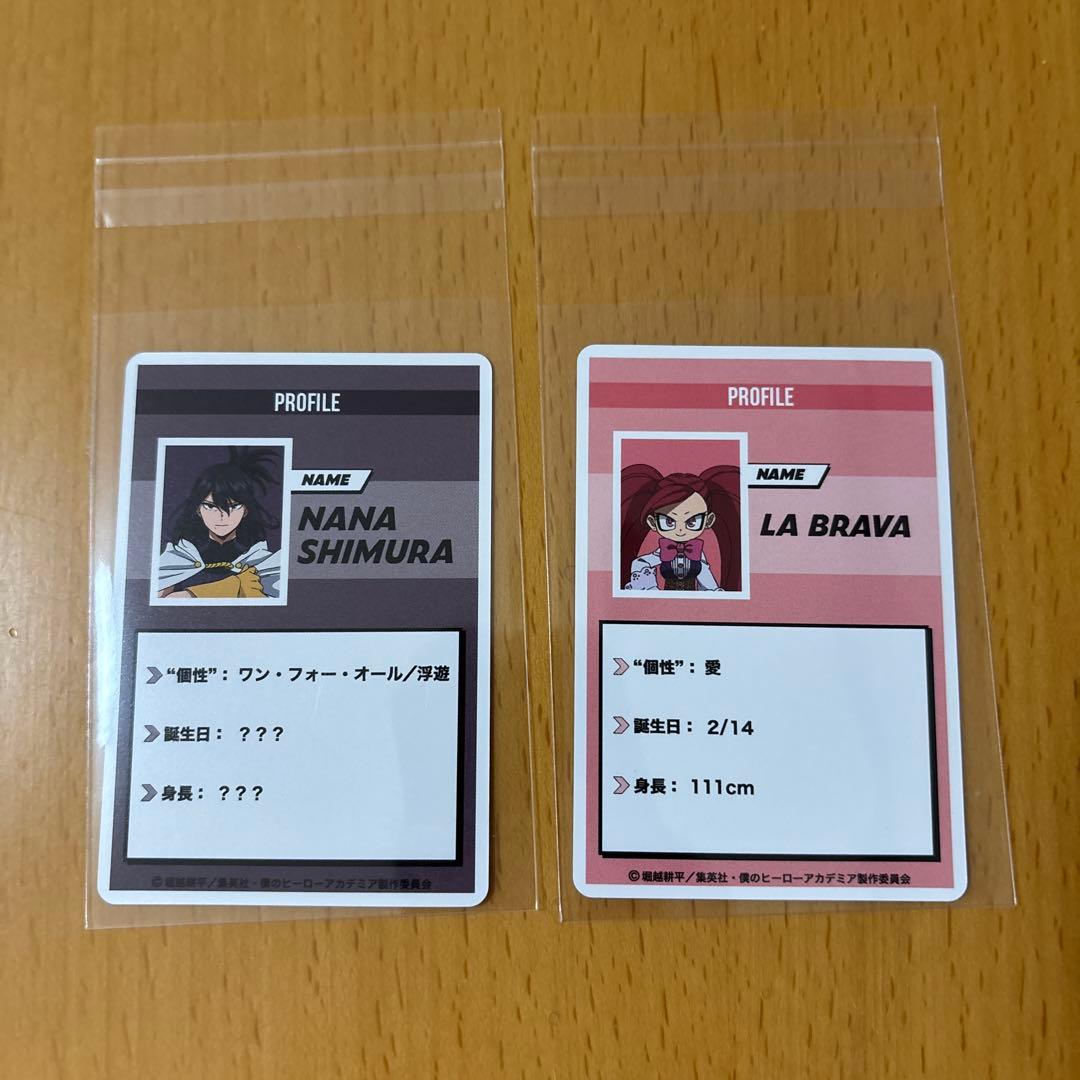 PROFILE
NAME
NANA
SHIMURA
“個性”： ワン・フォー・オール／浮遊
誕生日： ？？？
身長： ？？？
©堀越耕平／集英社・僕のヒーローアカデミア製作委員会
PROFILE
NAME
LA BRAVA
“個性”： 愛
誕生日： 2/14
身長： 111cm
©堀越耕平／集英社・僕のヒーローアカデミア製作委員会